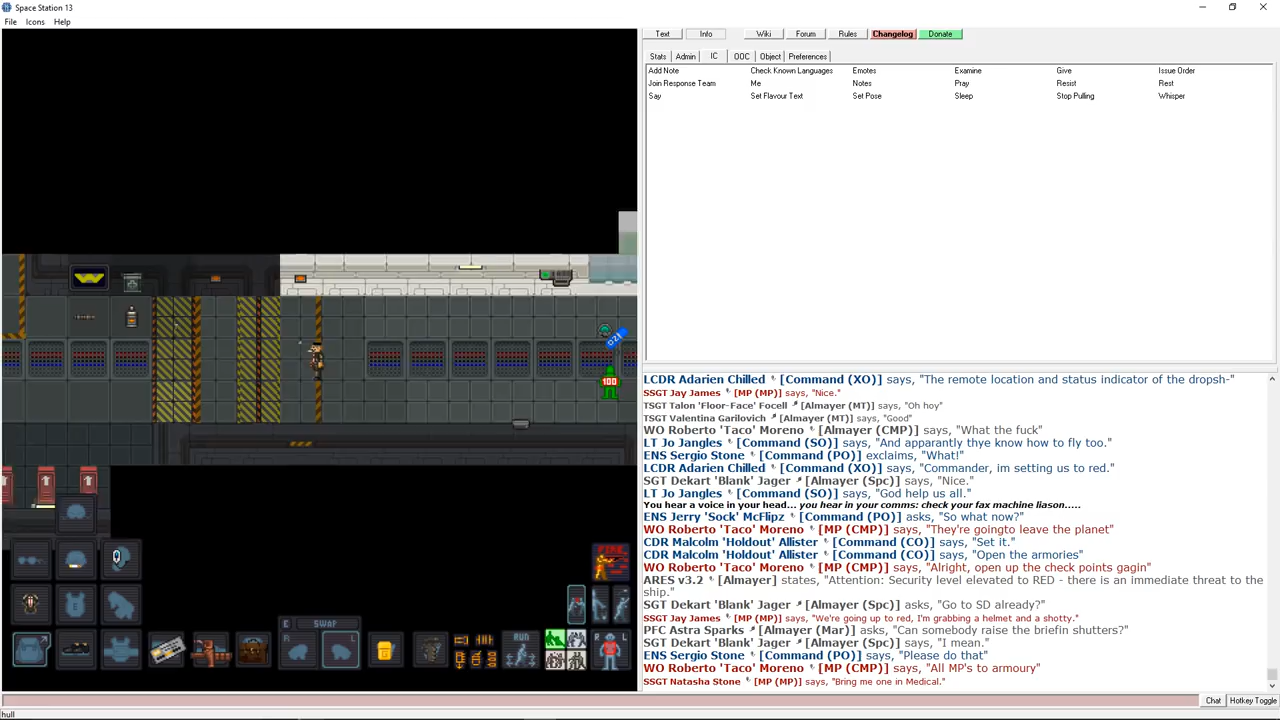 Space Station 13
File Icons Help
Text Info Wiki Forum Rules Changelog Donate
Stats Admin IC OOC Object Preferences
Add Note Check Known Languages Emotes Examine Give Issue Order
Join Response Team Me Notes Pray Resist Rest
Say Set Flavour Text Set Pose Sleep Stop Pulling Whisper
LCDR Adarien Chilled [Command (XO)] says, "The remote location and status indicator of the dropsh-"
SSGT Jay James [MP (MP)] says, "Nice."
TSGT Talon 'Floor-Face' Focell [Almayer (MT)] says, "Oh hoy"
TSGT Valentina Garilovich [Almayer (MT)] says, "Good"
WO Roberto 'Taco' Moreno [Almayer (CMP)] says, "What the fuck"
LT Jo Jangles [Command (SO)] says, "And apparantly thye know how to fly too."
ENS Sergio Stone [Command (PO)] exclaims, "What!"
LCDR Adarien Chilled [Command (XO)] says, "Commander, im setting us to red."
SGT Dekart 'Blank' Jager [Almayer (Spc)] says, "Nice."
LT Jo Jangles [Command (SO)] says, "God help us all."
You hear a voice in your head... you hear in your comms: check your fax machine liason.....
ENS Jerry 'Sock' McFlipz [Command (PO)] asks, "So what now?"
WO Roberto 'Taco' Moreno [MP (CMP)] says, "They're goingto leave the planet"
CDR Malcolm 'Holdout' Allister [Command (CO)] says, "Set it."
CDR Malcolm 'Holdout' Allister [Command (CO)] says, "Open the armories"
WO Roberto 'Taco' Moreno [MP (CMP)] says, "Alright, open up the check points gagin"
ARES v3.2 [Almayer] states, "Attention: Security level elevated to RED - there is an immediate threat to the
ship."
SGT Dekart 'Blank' Jager [Almayer (Spc)] asks, "Go to SD already?"
SSGT Jay James [MP (MP)] says, "We're going up to red, I'm grabbing a helmet and a shotty."
PFC Astra Sparks [Almayer (Mar)] asks, "Can somebody raise the briefin shutters?"
SGT Dekart 'Blank' Jager [Almayer (Spc)] says, "I mean."
ENS Sergio Stone [Command (PO)] says, "Please do that"
WO Roberto 'Taco' Moreno [MP (CMP)] says, "All MP's to armoury"
SSGT Natasha Stone [MP (MP)] says, "Bring me one in Medical."
Chat Hotkey Toggle
hull
O2
100
FIRE
E SWAP
R L
RUN
R L